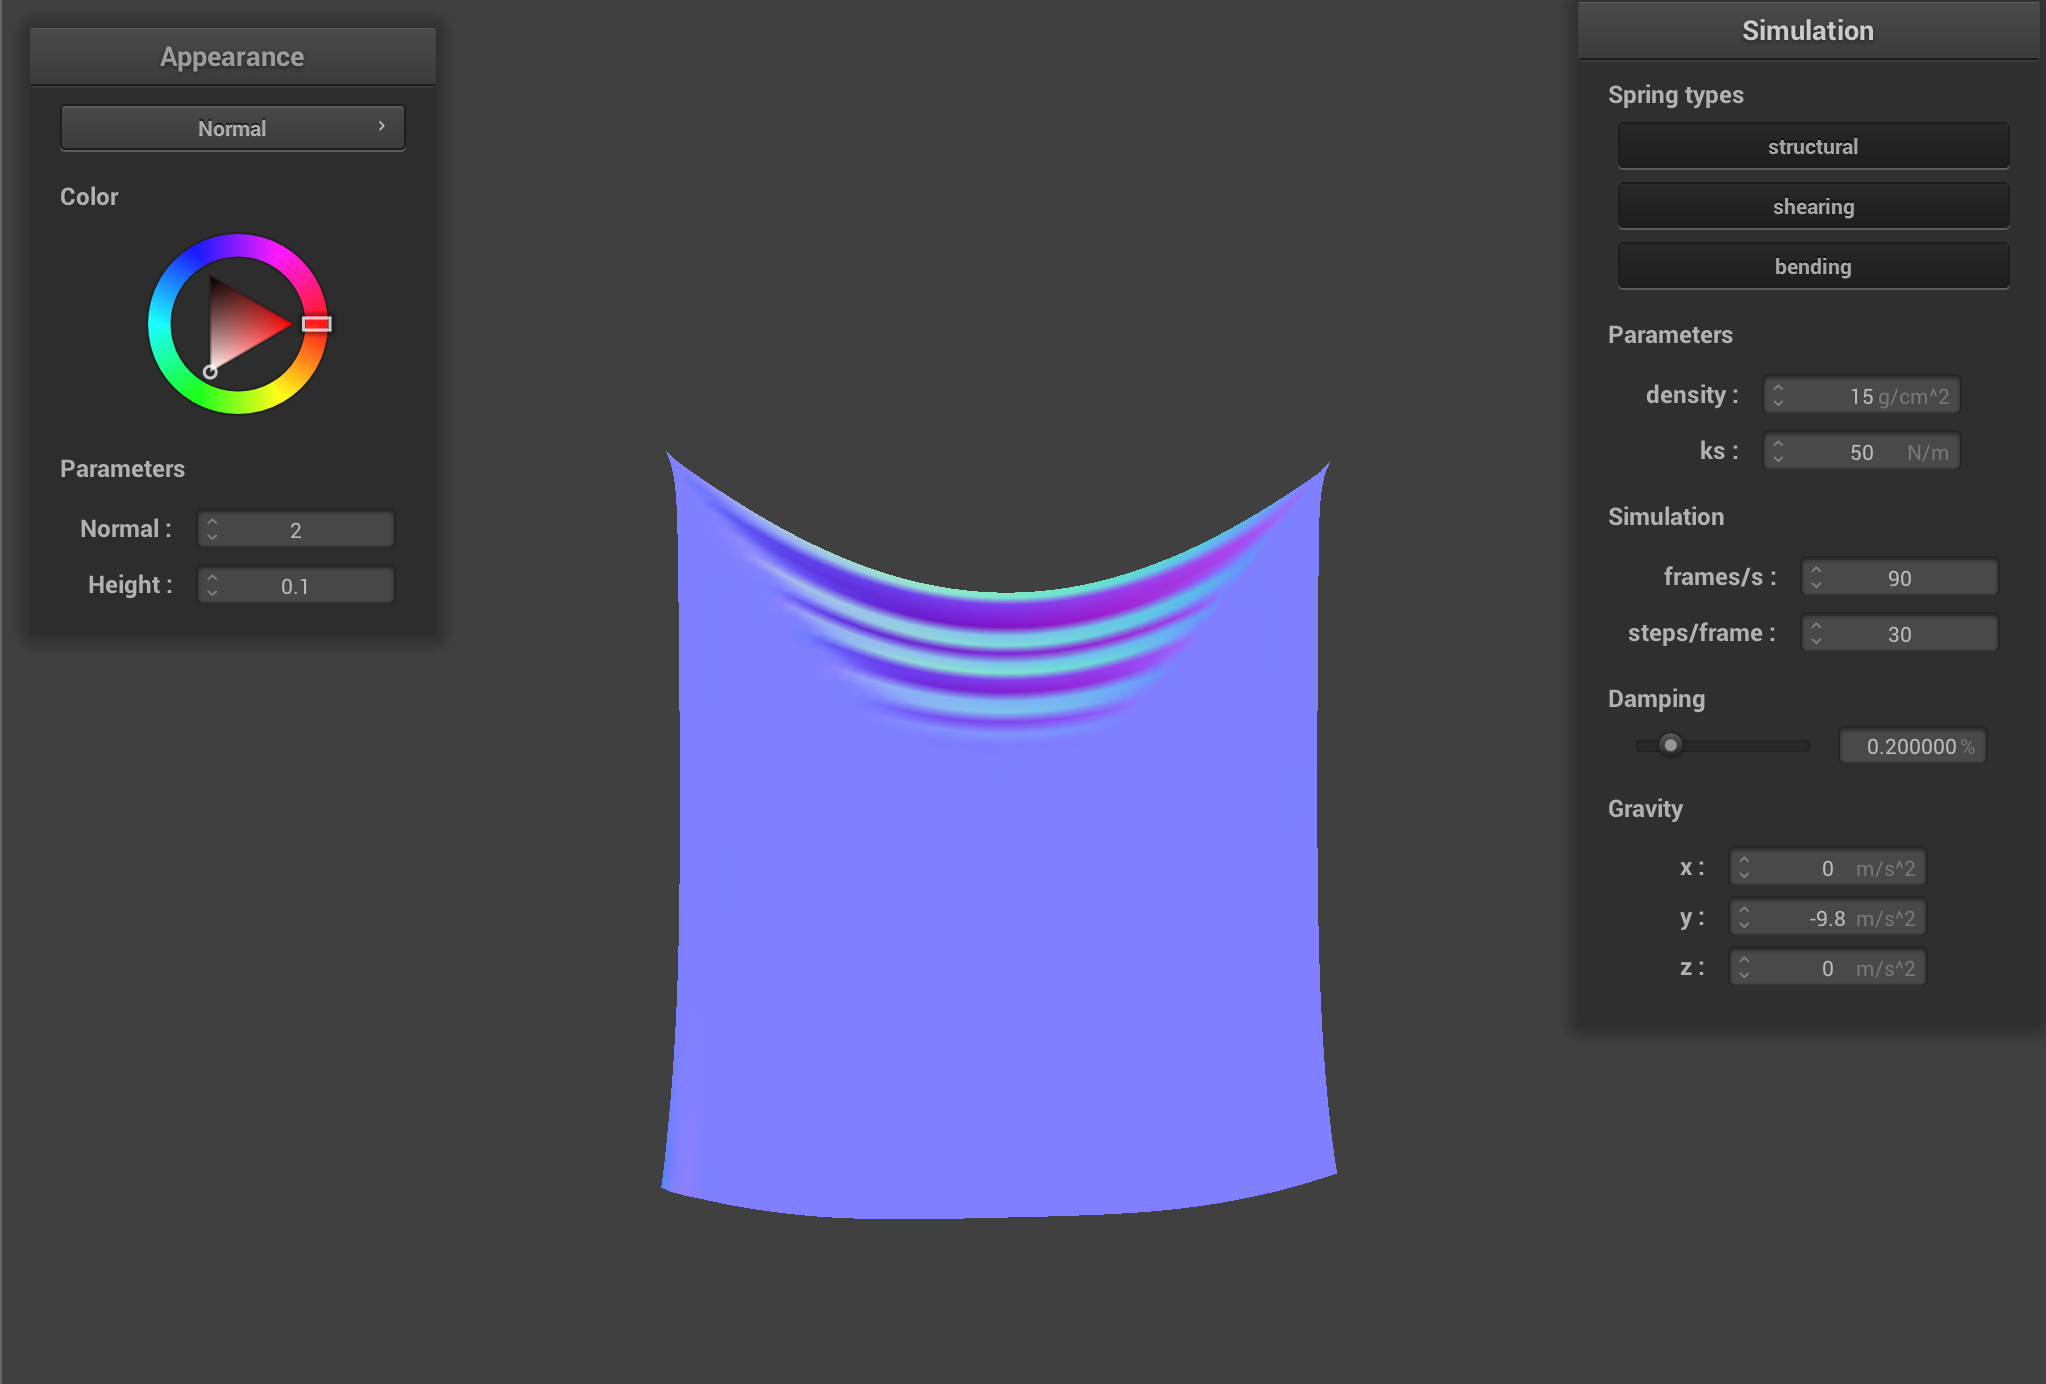 Appearance
Normal
Color
Parameters
Normal : 2
Height : 0.1
Simulation
Spring types
structural
shearing
bending
Parameters
density : 15 g/cm^2
ks : 50 N/m
Simulation
frames/s : 90
steps/frame : 30
Damping
0.200000 %
Gravity
x : 0 m/s^2
y : -9.8 m/s^2
z : 0 m/s^2